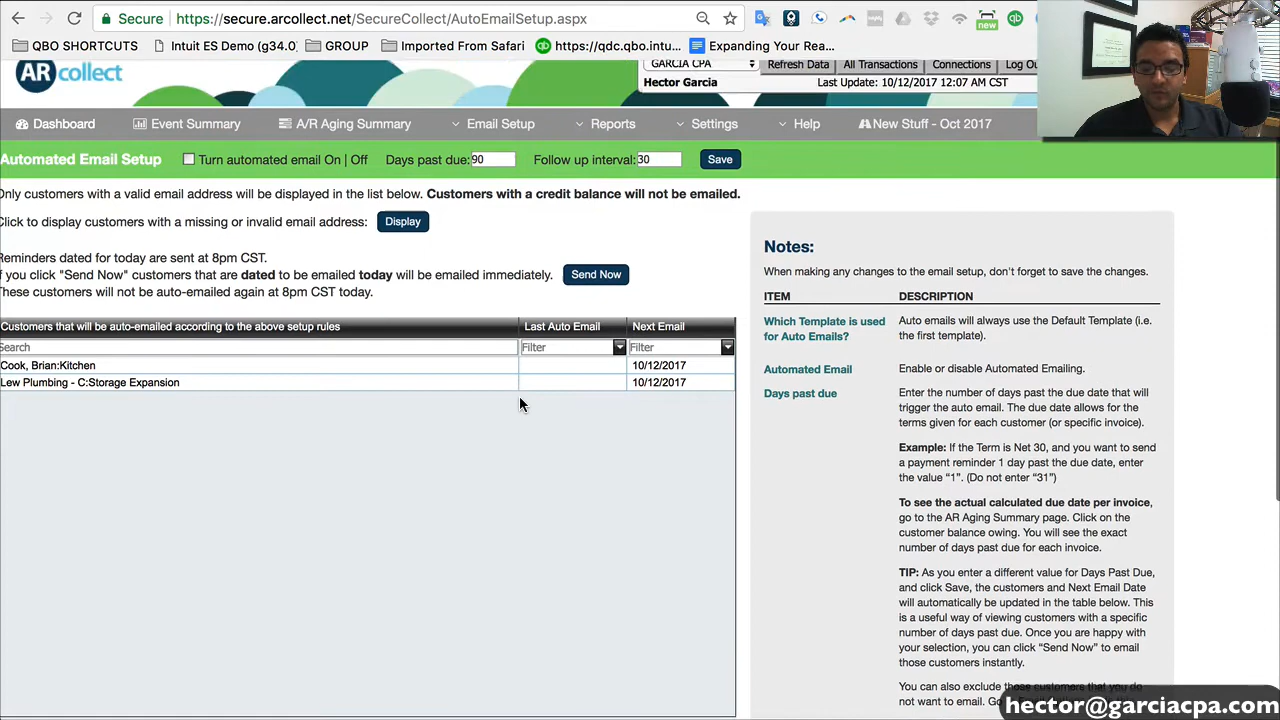 https://secure.arcollect.net/SecureCollect/AutoEmailSetup.aspx
Secure
new
QBO SHORTCUTS
Intuit ES Demo (g34.0
GROUP
Imported From Safari
https://qdc.qbo.intu...
Expanding Your Rea...
ARcollect
GARCIA CPA
Refresh Data
All Transactions
Connections
Log Ou
Hector Garcia
Last Update: 10/12/2017 12:07 AM CST
Dashboard
Event Summary
A/R Aging Summary
Email Setup
Reports
Settings
Help
New Stuff - Oct 2017
Automated Email Setup
Turn automated email On | Off
Days past due: 90
Follow up interval: 30
Save
Only customers with a valid email address will be displayed in the list below. Customers with a credit balance will not be emailed.
Click to display customers with a missing or invalid email address:
Display
Reminders dated for today are sent at 8pm CST.
f you click "Send Now" customers that are dated to be emailed today will be emailed immediately.
Send Now
These customers will not be auto-emailed again at 8pm CST today.
Customers that will be auto-emailed according to the above setup rules
Last Auto Email
Next Email
Search
Filter
Filter
Cook, Brian:Kitchen
10/12/2017
Lew Plumbing - C:Storage Expansion
10/12/2017
Notes:
When making any changes to the email setup, don't forget to save the changes.
ITEM
DESCRIPTION
Which Template is used
for Auto Emails?
Auto emails will always use the Default Template (i.e.
the first template).
Automated Email
Enable or disable Automated Emailing.
Days past due
Enter the number of days past the due date that will
trigger the auto email. The due date allows for the
terms given for each customer (or specific invoice).
Example: If the Term is Net 30, and you want to send
a payment reminder 1 day past the due date, enter
the value “1”. (Do not enter “31”)
To see the actual calculated due date per invoice,
go to the AR Aging Summary page. Click on the
customer balance owing. You will see the exact
number of days past due for each invoice.
TIP: As you enter a different value for Days Past Due,
and click Save, the customers and Next Email Date
will automatically be updated in the table below. This
is a useful way of viewing customers with a specific
number of days past due. Once you are happy with
your selection, you can click “Send Now” to email
those customers instantly.
You can also exclude those customers that you do
not want to email. Go
hector@garciacpa.com